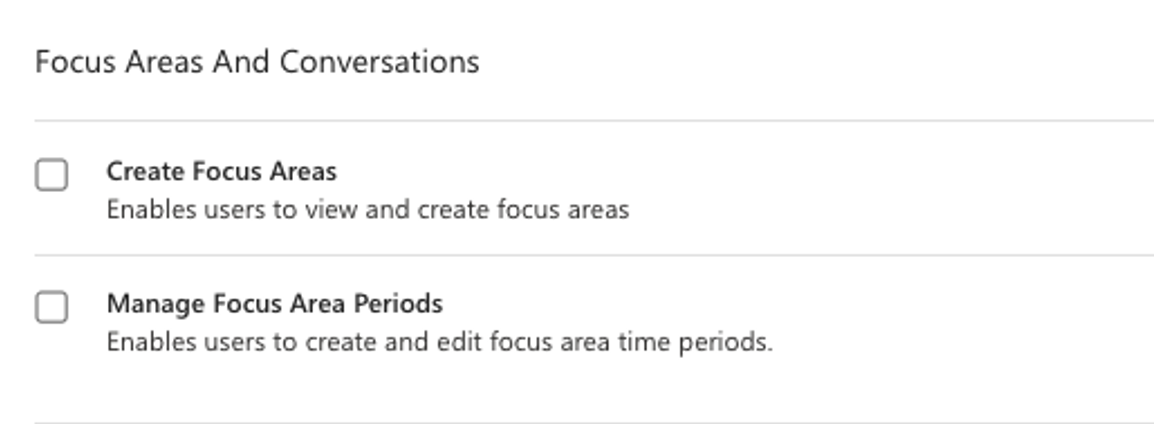 Focus Areas And Conversations
Create Focus Areas
Enables users to view and create focus areas
Manage Focus Area Periods
Enables users to create and edit focus area time periods.